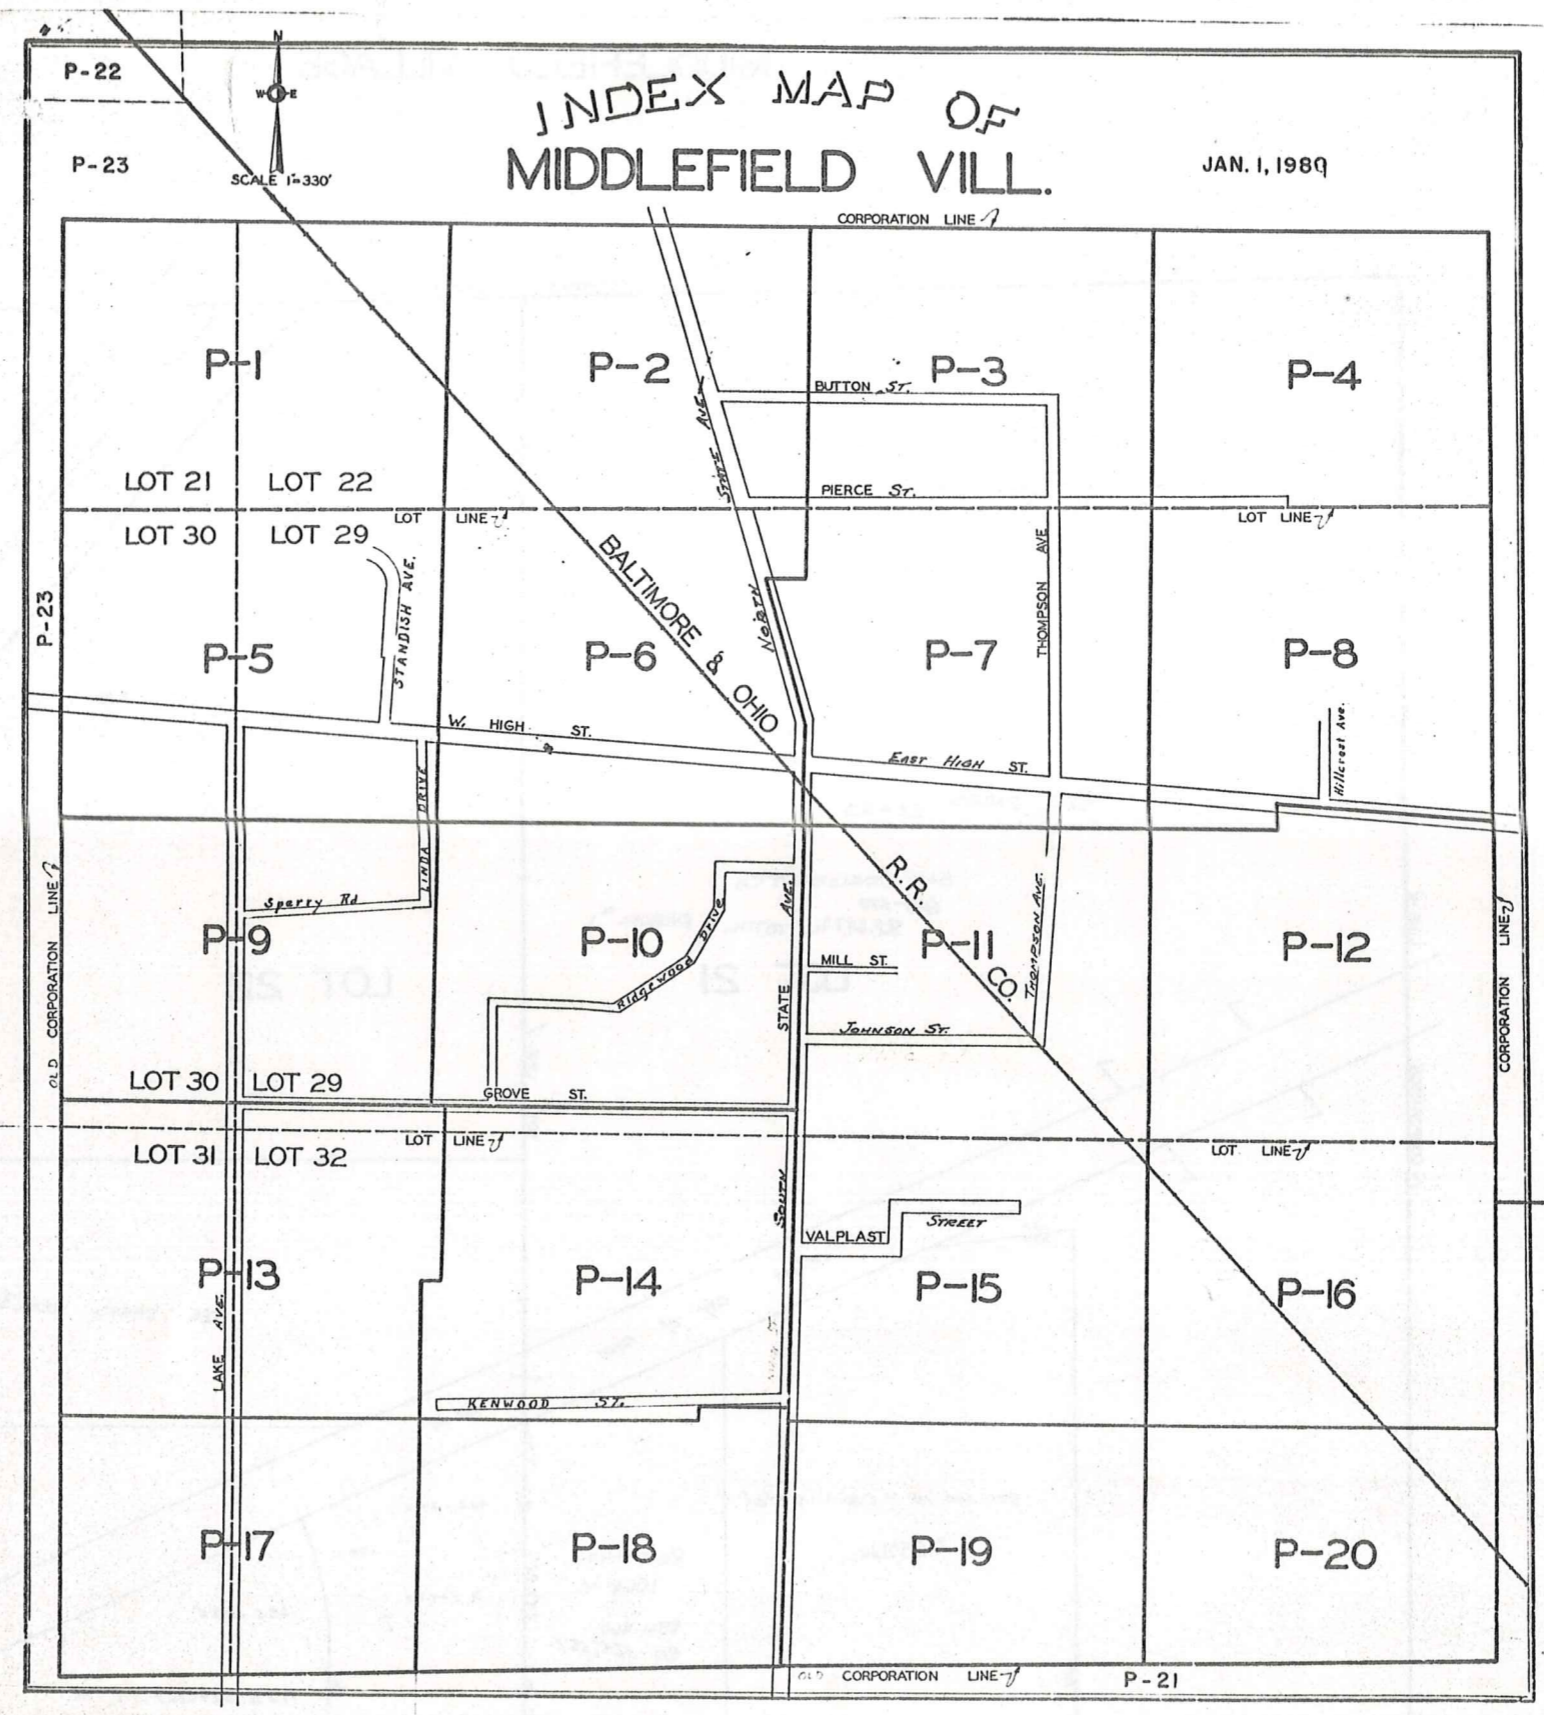 P-22
N
W E
P-23
SCALE 1"=330'
INDEX MAP OF
MIDDLEFIELD VILL.
JAN. 1, 1989
CORPORATION LINE
P-1
P-2
P-3
P-4
BUTTON ST.
NORTH STATE AVE.
LOT 21
LOT 22
PIERCE ST.
LOT LINE
LOT LINE
LOT 30
LOT 29
STANDISH AVE.
BALTIMORE & OHIO R.R. CO.
THOMPSON AVE
P-23
P-5
P-6
P-7
P-8
Hillcrest Ave.
W. HIGH ST.
EAST HIGH ST.
LINDA DRIVE
Sperry Rd
OLD CORPORATION LINE
P-9
P-10
P-11
P-12
Ridgewood Drive
THOMPSON AVE.
CORPORATION LINE
MILL ST.
JOHNSON ST.
SOUTH STATE AVE.
LOT 30
LOT 29
GROVE ST.
LOT LINE
LOT LINE
LOT 31
LOT 32
VALPLAST STREET
P-13
P-14
P-15
P-16
LAKE AVE.
KENWOOD ST.
P-17
P-18
P-19
P-20
OLD CORPORATION LINE
P-21